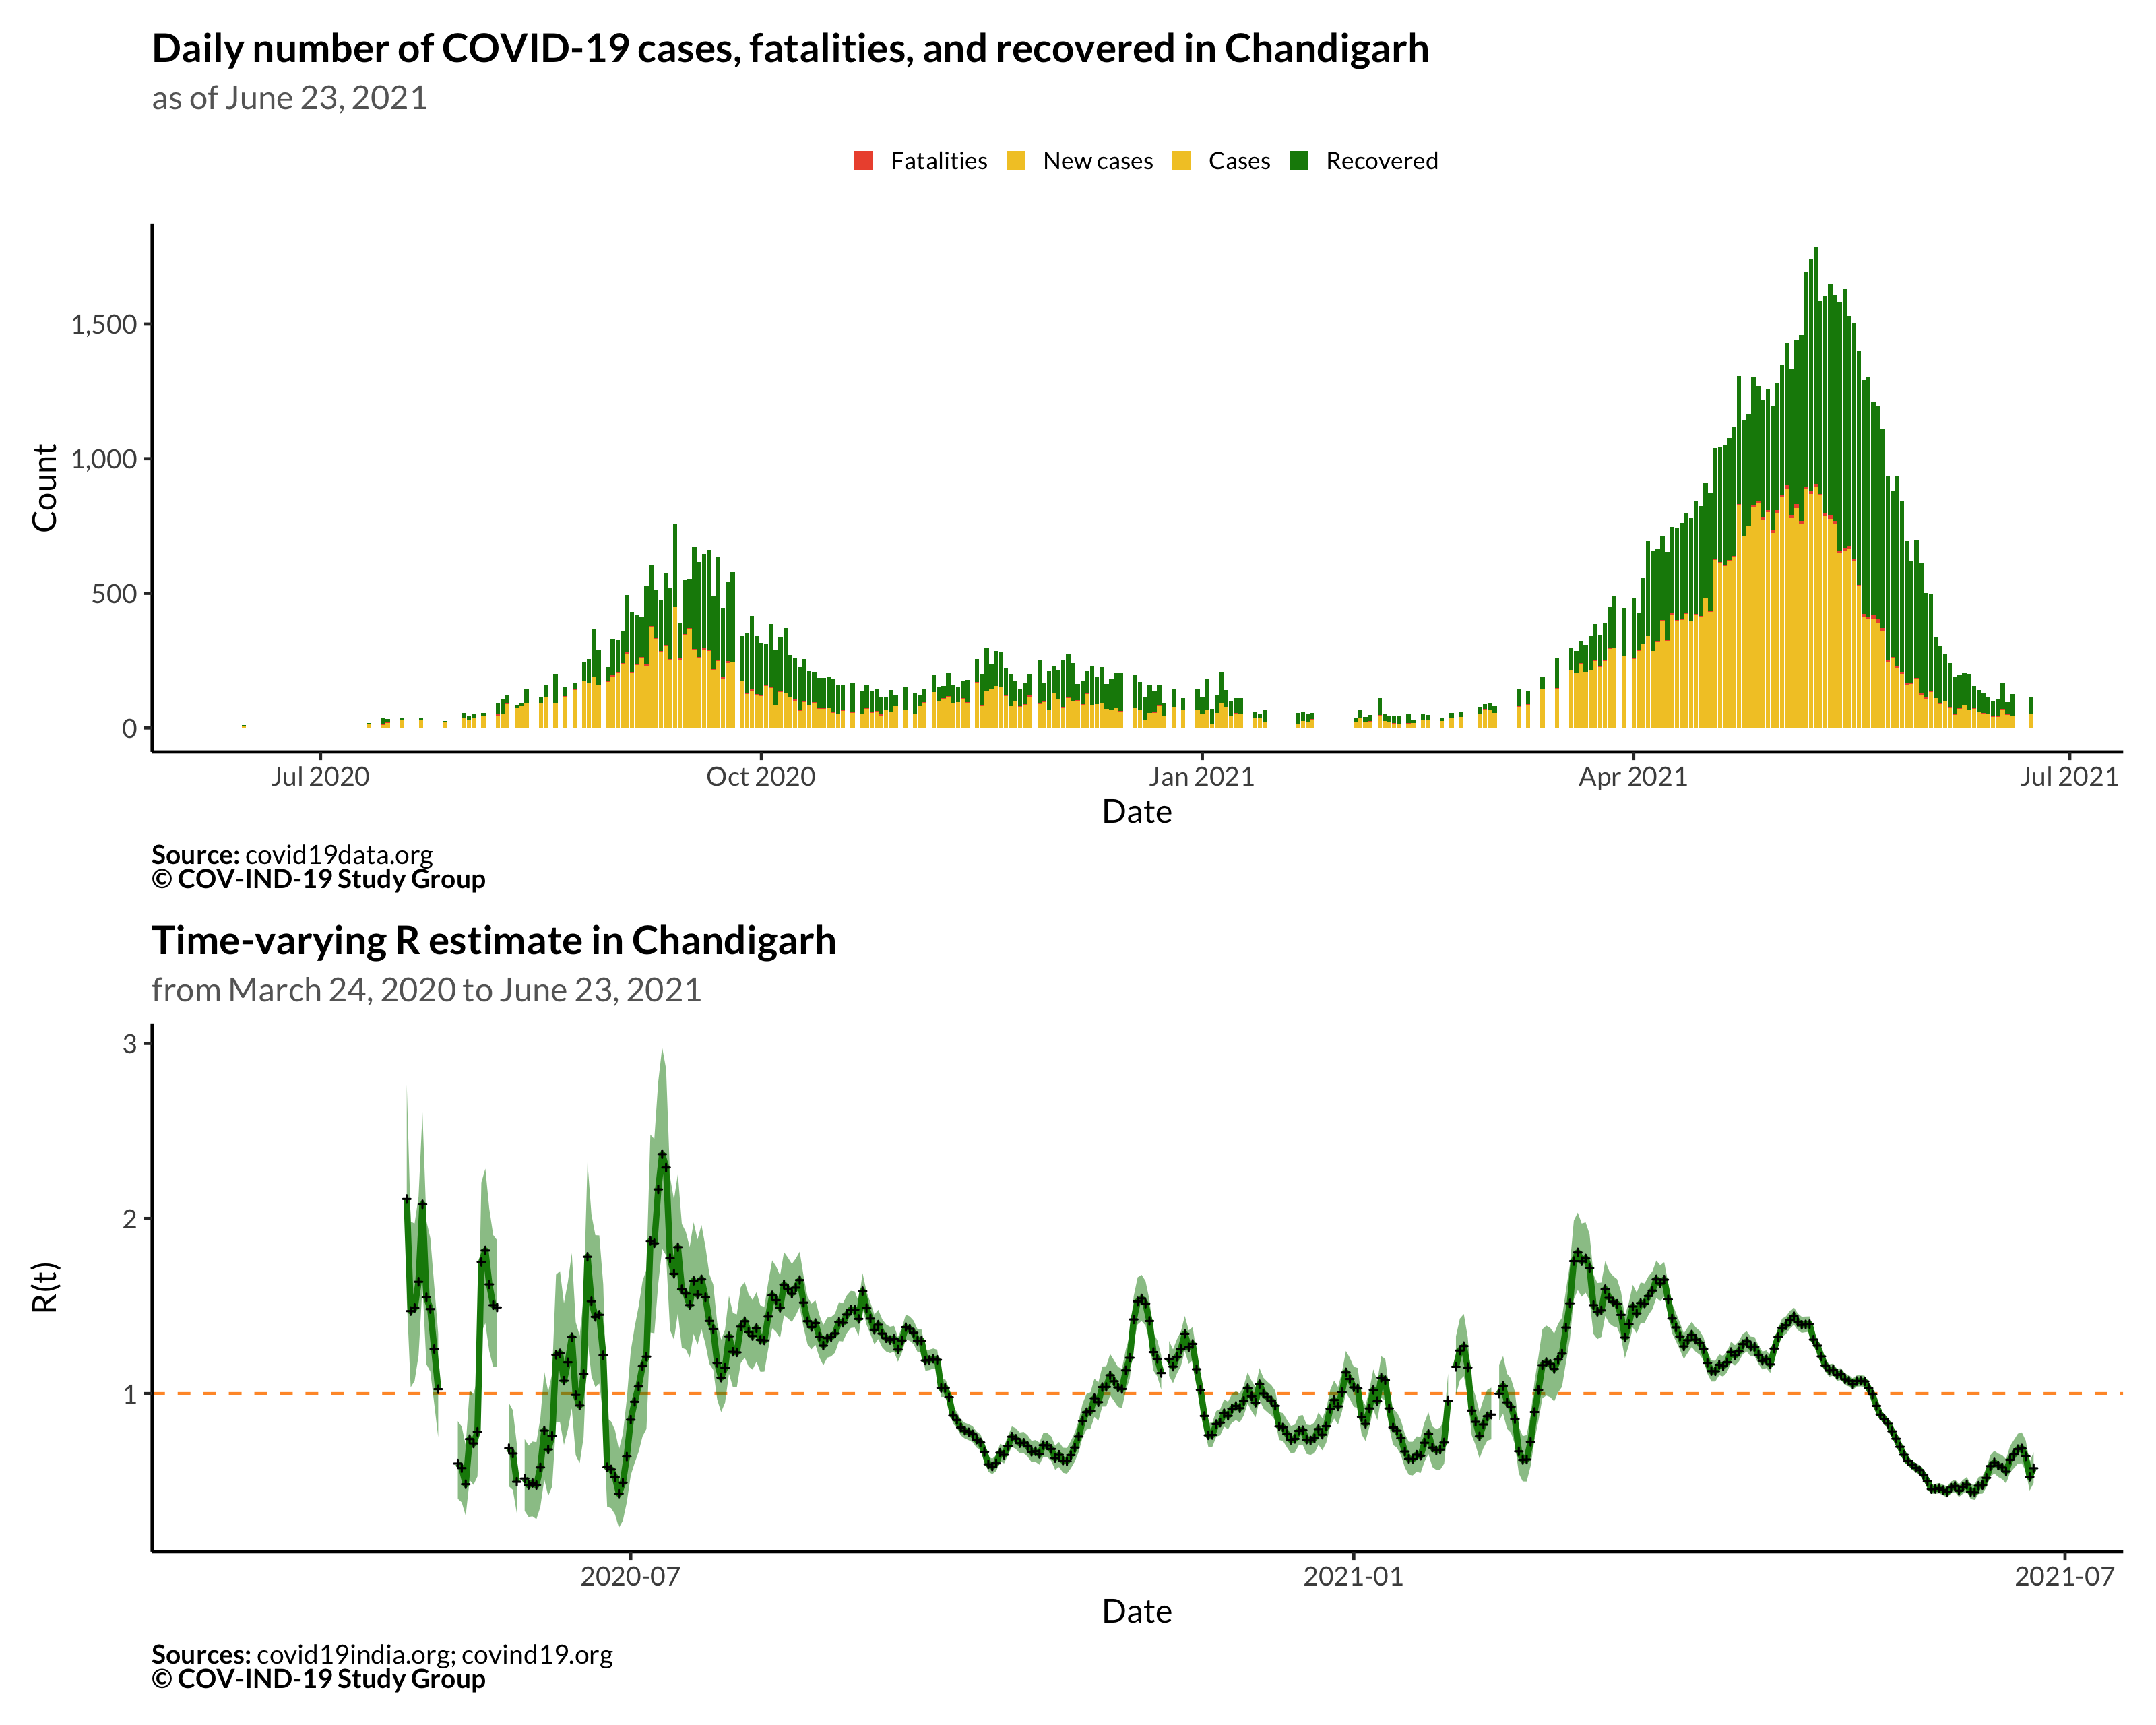 Daily number of COVID-19 cases, fatalities, and recovered in Chandigarh
as of June 23, 2021
Fatalities New cases Cases Recovered
Count
1,500
1,000
500
0
Jul 2020 Oct 2020 Jan 2021 Apr 2021 Jul 2021
Date
Source: covid19data.org
© COV-IND-19 Study Group
Time-varying R estimate in Chandigarh
from March 24, 2020 to June 23, 2021
R(t)
3
2
1
2020-07 2021-01 2021-07
Date
Sources: covid19india.org; covind19.org
© COV-IND-19 Study Group